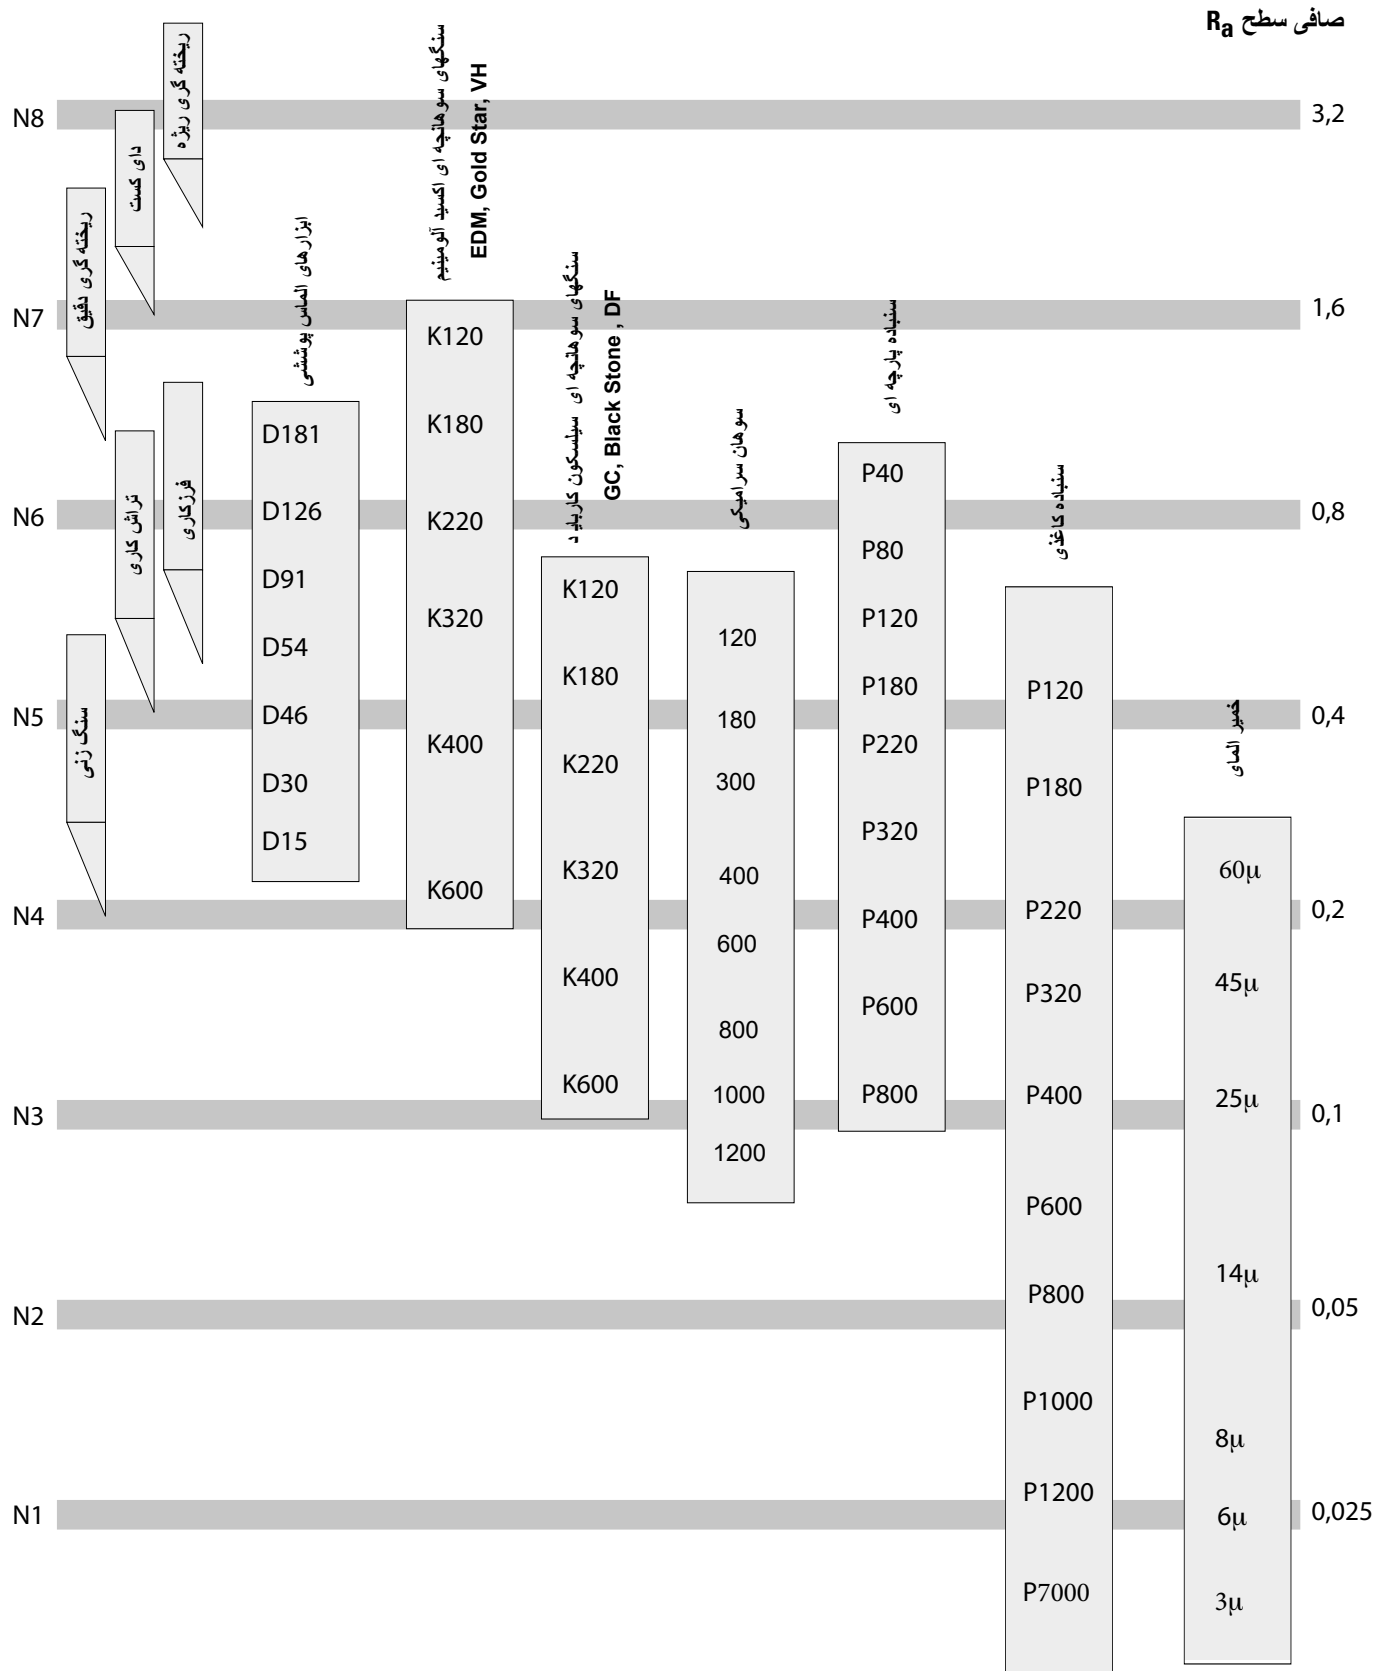 صافی سطح Ra
N8
3,2
N7
1,6
N6
0,8
N5
0,4
N4
0,2
N3
0,1
N2
0,05
N1
0,025
ریخته گری دقیق
دای کست
ریخته گری ریژه
سنگ زنی
تراش کاری
فرزکاری
ابزارهای الماس پوششی
D181
D126
D91
D54
D46
D30
D15
سنگهای سوهانچه ای اکسید آلومینیم
EDM, Gold Star, VH
K120
K180
K220
K320
K400
K600
سنگهای سوهانچه ای سیلسکون کارباید
GC, Black Stone , DF
K120
K180
K220
K320
K400
K600
سوهان سرامیکی
120
180
300
400
600
800
1000
1200
سنباده پارچه ای
P40
P80
P120
P180
P220
P320
P400
P600
P800
سنباده کاغذی
P120
P180
P220
P320
P400
P600
P800
P1000
P1200
P7000
خمیر المای
60μ
45μ
25μ
14μ
8μ
6μ
3μ